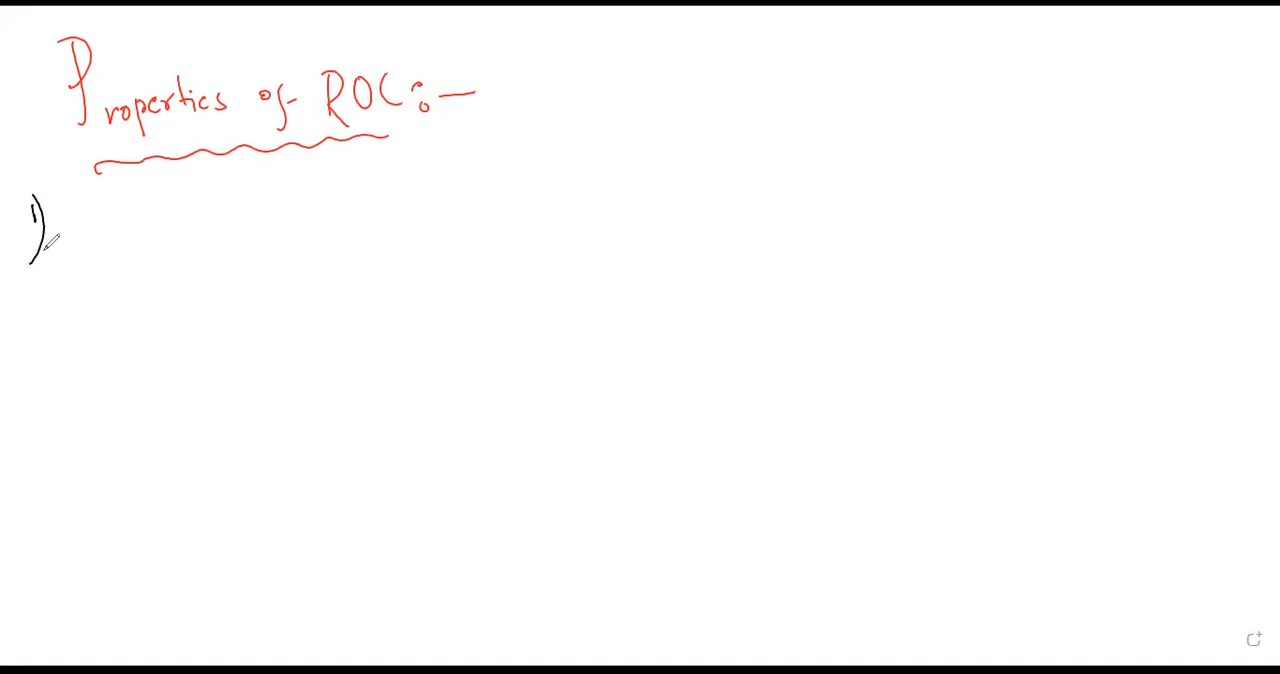 Properties of ROC :-
1)